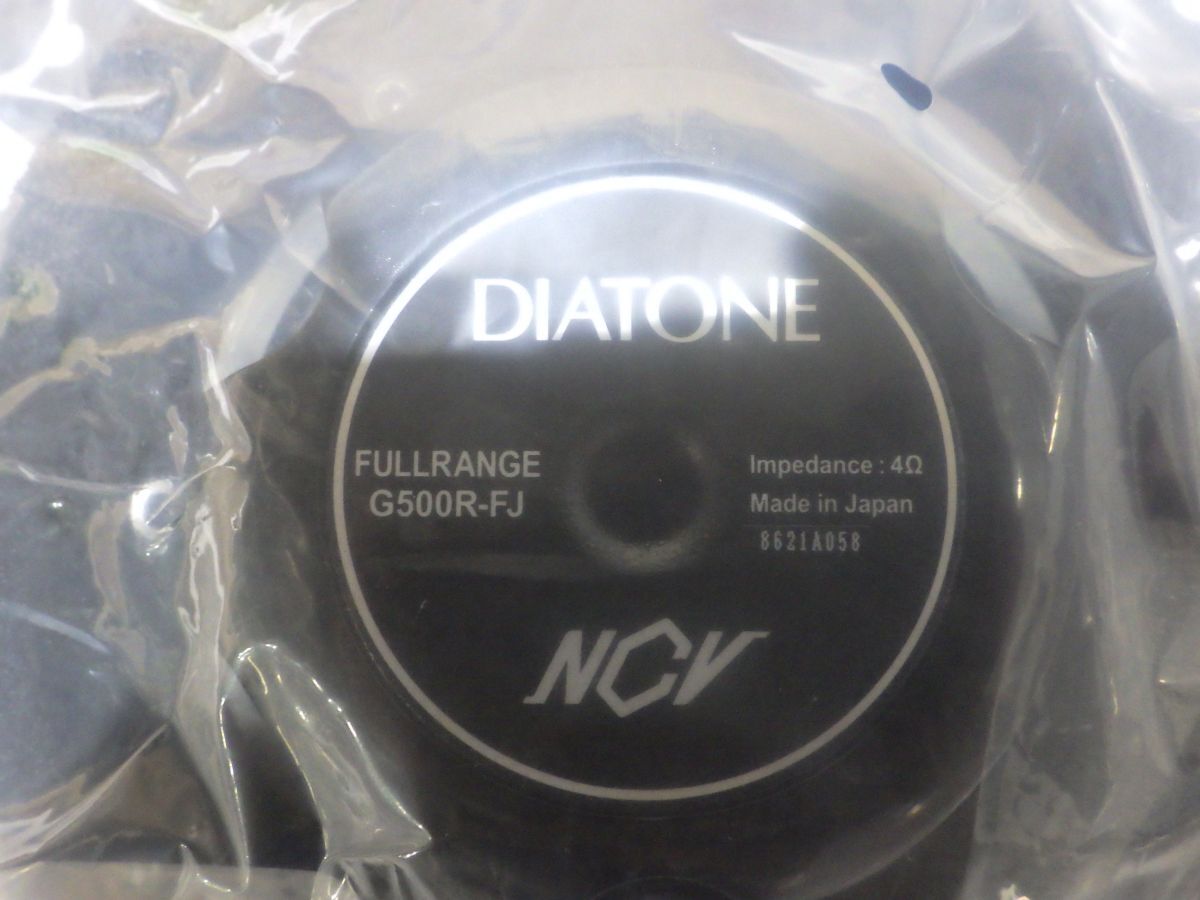 DIATONE
FULLRANGE
G500R-FJ
Impedance : 4Ω
Made in Japan
8621A058
NCV